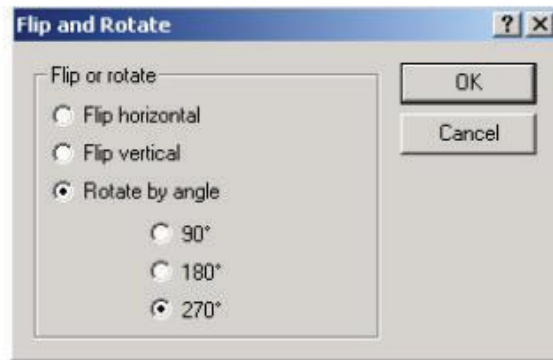 Flip and Rotate
Flip or rotate
Flip horizontal
Flip vertical
Rotate by angle
90°
180°
270°
OK
Cancel